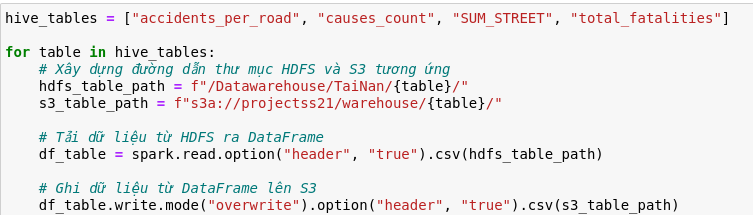 hive_tables = ["accidents_per_road", "causes_count", "SUM_STREET", "total_fatalities"]
for table in hive_tables:
# Xây dựng đường dẫn thư mục HDFS và S3 tương ứng
hdfs_table_path = f"/Datawarehouse/TaiNan/{table}/"
s3_table_path = f"s3a://projectss21/warehouse/{table}/"
# Tải dữ liệu từ HDFS ra DataFrame
df_table = spark.read.option("header", "true").csv(hdfs_table_path)
# Ghi dữ liệu từ DataFrame lên S3
df_table.write.mode("overwrite").option("header", "true").csv(s3_table_path)